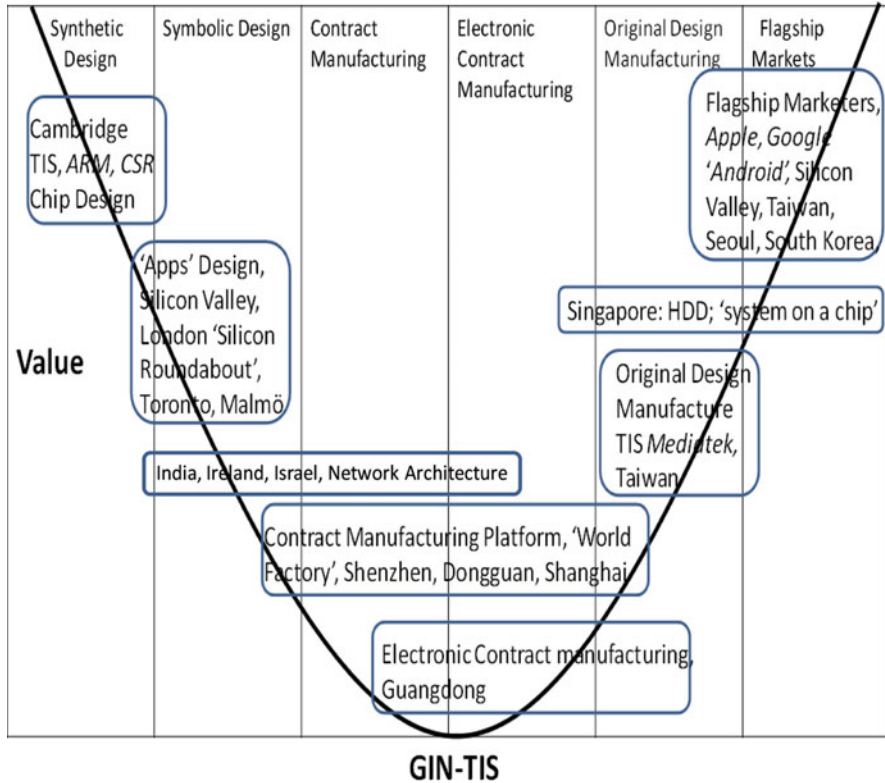 Synthetic
Design
Symbolic Design
Contract
Manufacturing
Electronic
Contract
Manufacturing
Original Design
Manufacturing
Flagship
Markets
Cambridge
TIS, ARM, CSR
Chip Design
Flagship Marketers,
Apple, Google
‘Android’, Silicon
Valley, Taiwan,
Seoul, South Korea,
‘Apps’ Design,
Silicon Valley,
London ‘Silicon
Roundabout’,
Toronto, Malmö
Singapore: HDD; ‘system on a chip’
Value
Original Design
Manufacture
TIS Mediatek,
Taiwan
India, Ireland, Israel, Network Architecture
Contract Manufacturing Platform, ‘World
Factory’, Shenzhen, Dongguan, Shanghai
Electronic Contract manufacturing,
Guangdong
GIN-TIS